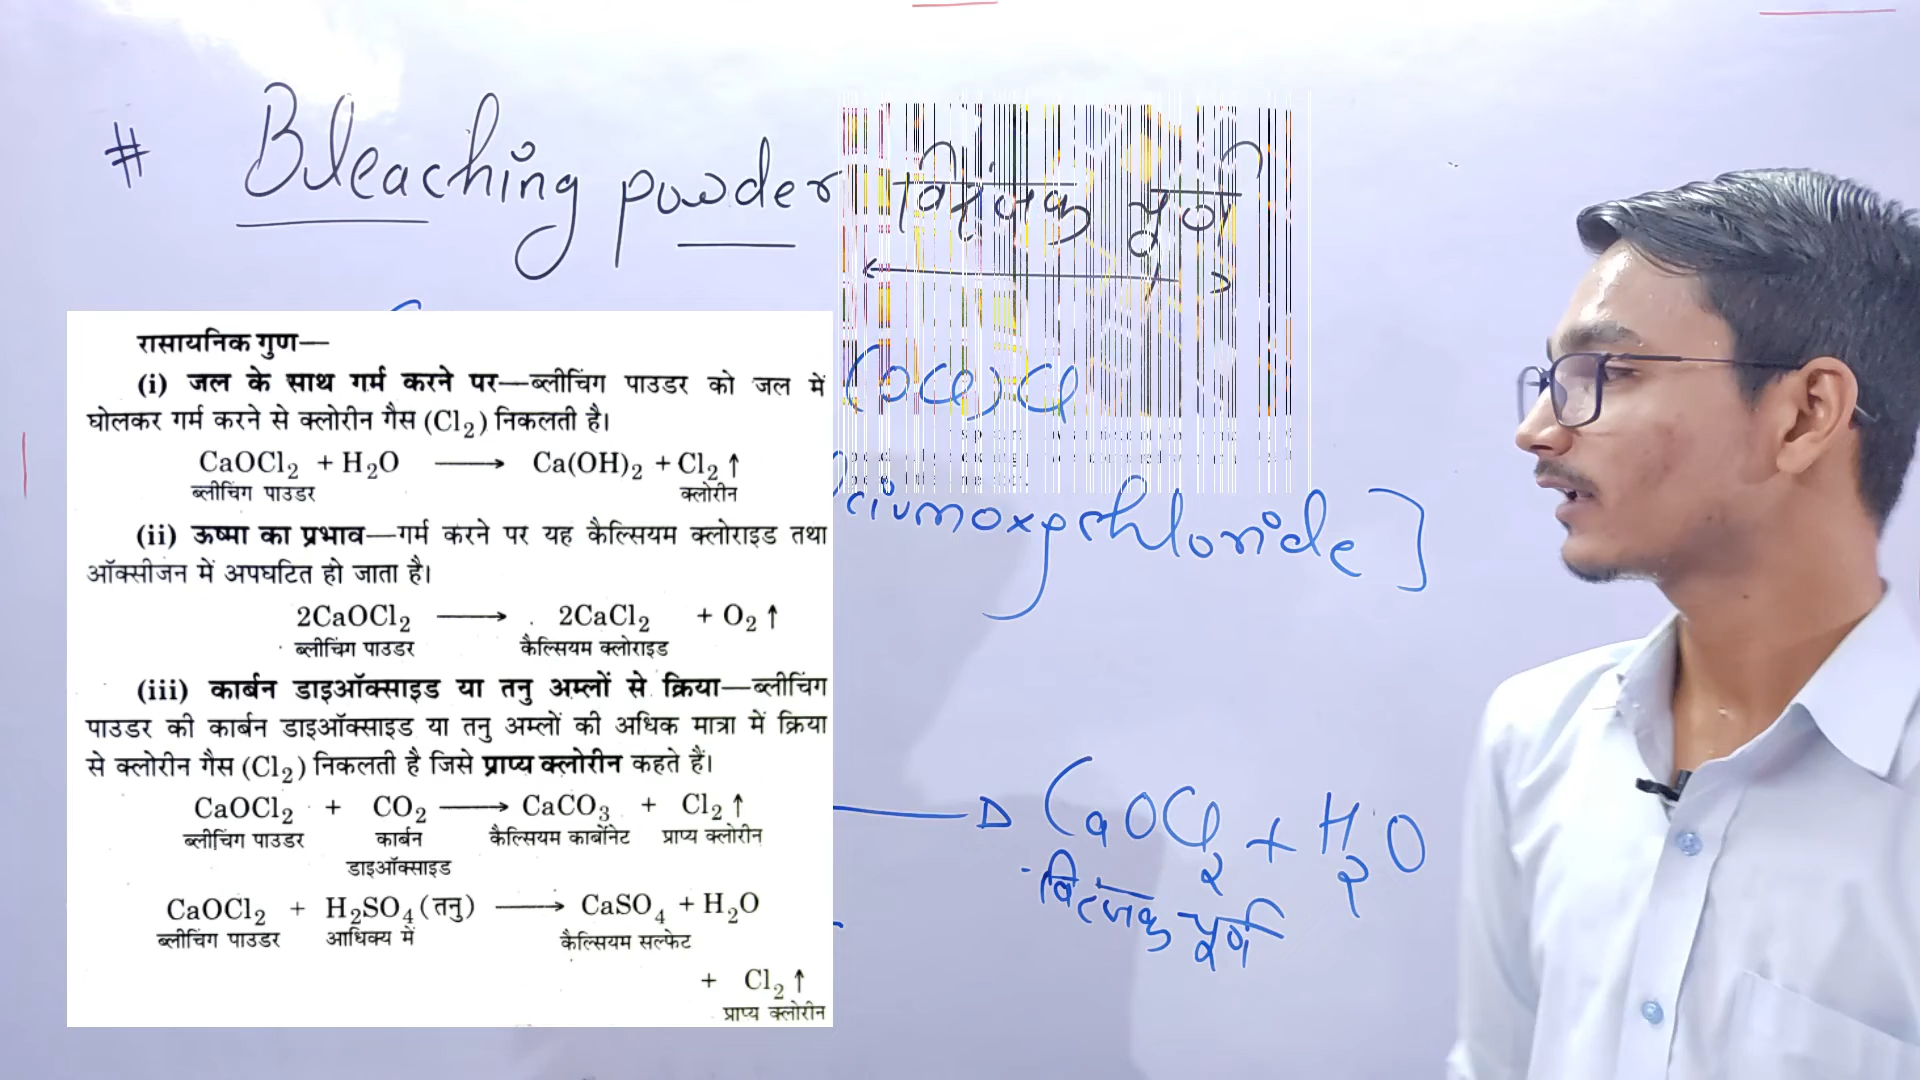 # Bleaching powder विरंजक चूर्ण
(OCl)Cl
ciumoxychloride]
CaOCl2 + H2O
विरंजक चूर्ण
रासायनिक गुण—
(i) जल के साथ गर्म करने पर—ब्लीचिंग पाउडर को जल में
घोलकर गर्म करने से क्लोरीन गैस (Cl2) निकलती है।
CaOCl2 + H2O ⟶ Ca(OH)2 + Cl2 ↑
ब्लीचिंग पाउडर क्लोरीन
(ii) ऊष्मा का प्रभाव—गर्म करने पर यह कैल्सियम क्लोराइड तथा
ऑक्सीजन में अपघटित हो जाता है।
2CaOCl2 ⟶ 2CaCl2 + O2 ↑
ब्लीचिंग पाउडर कैल्सियम क्लोराइड
(iii) कार्बन डाइऑक्साइड या तनु अम्लों से क्रिया—ब्लीचिंग
पाउडर की कार्बन डाइऑक्साइड या तनु अम्लों की अधिक मात्रा में क्रिया
से क्लोरीन गैस (Cl2) निकलती है जिसे प्राप्य क्लोरीन कहते हैं।
CaOCl2 + CO2 ⟶ CaCO3 + Cl2 ↑
ब्लीचिंग पाउडर कार्बन कैल्सियम कार्बोनेट प्राप्य क्लोरीन
डाइऑक्साइड
CaOCl2 + H2SO4 (तनु) ⟶ CaSO4 + H2O
ब्लीचिंग पाउडर आधिक्य में कैल्सियम सल्फेट
+ Cl2 ↑
प्राप्य क्लोरीन